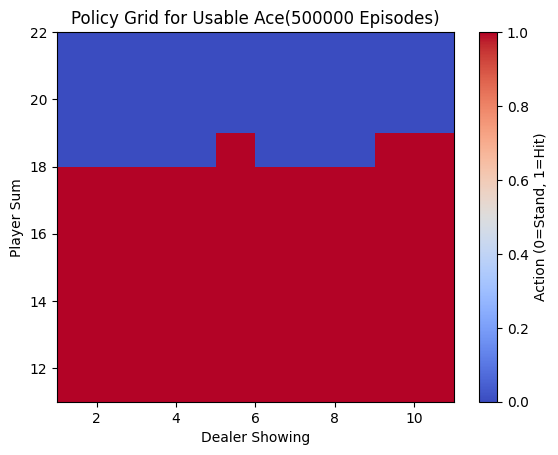 Policy Grid for Usable Ace(500000 Episodes)
22
20
18
16
14
12
Player Sum
2 4 6 8 10
Dealer Showing
1.0
0.8
0.6
0.4
0.2
0.0
Action (0=Stand, 1=Hit)